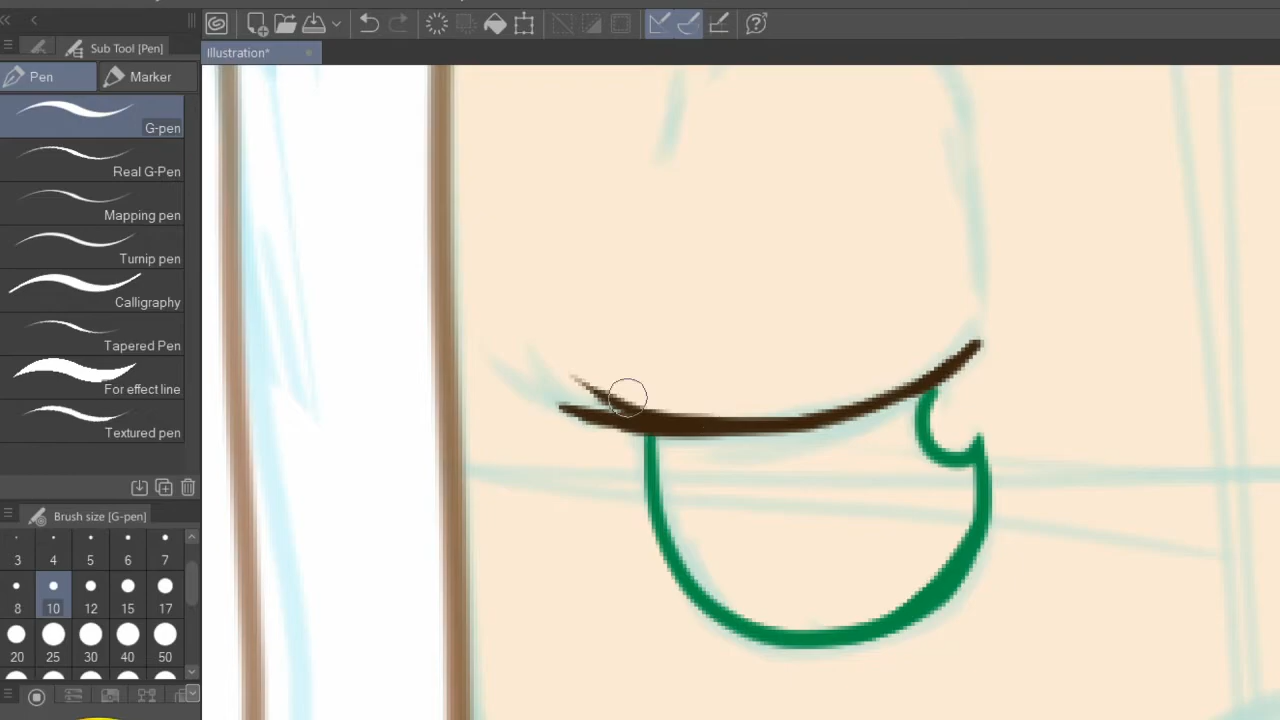 Sub Tool [Pen]
Illustration*
Pen
Marker
G-pen
Real G-Pen
Mapping pen
Turnip pen
Calligraphy
Tapered Pen
For effect line
Textured pen
Brush size [G-pen]
3 4 5 6 7
8 10 12 15 17
20 25 30 40 50